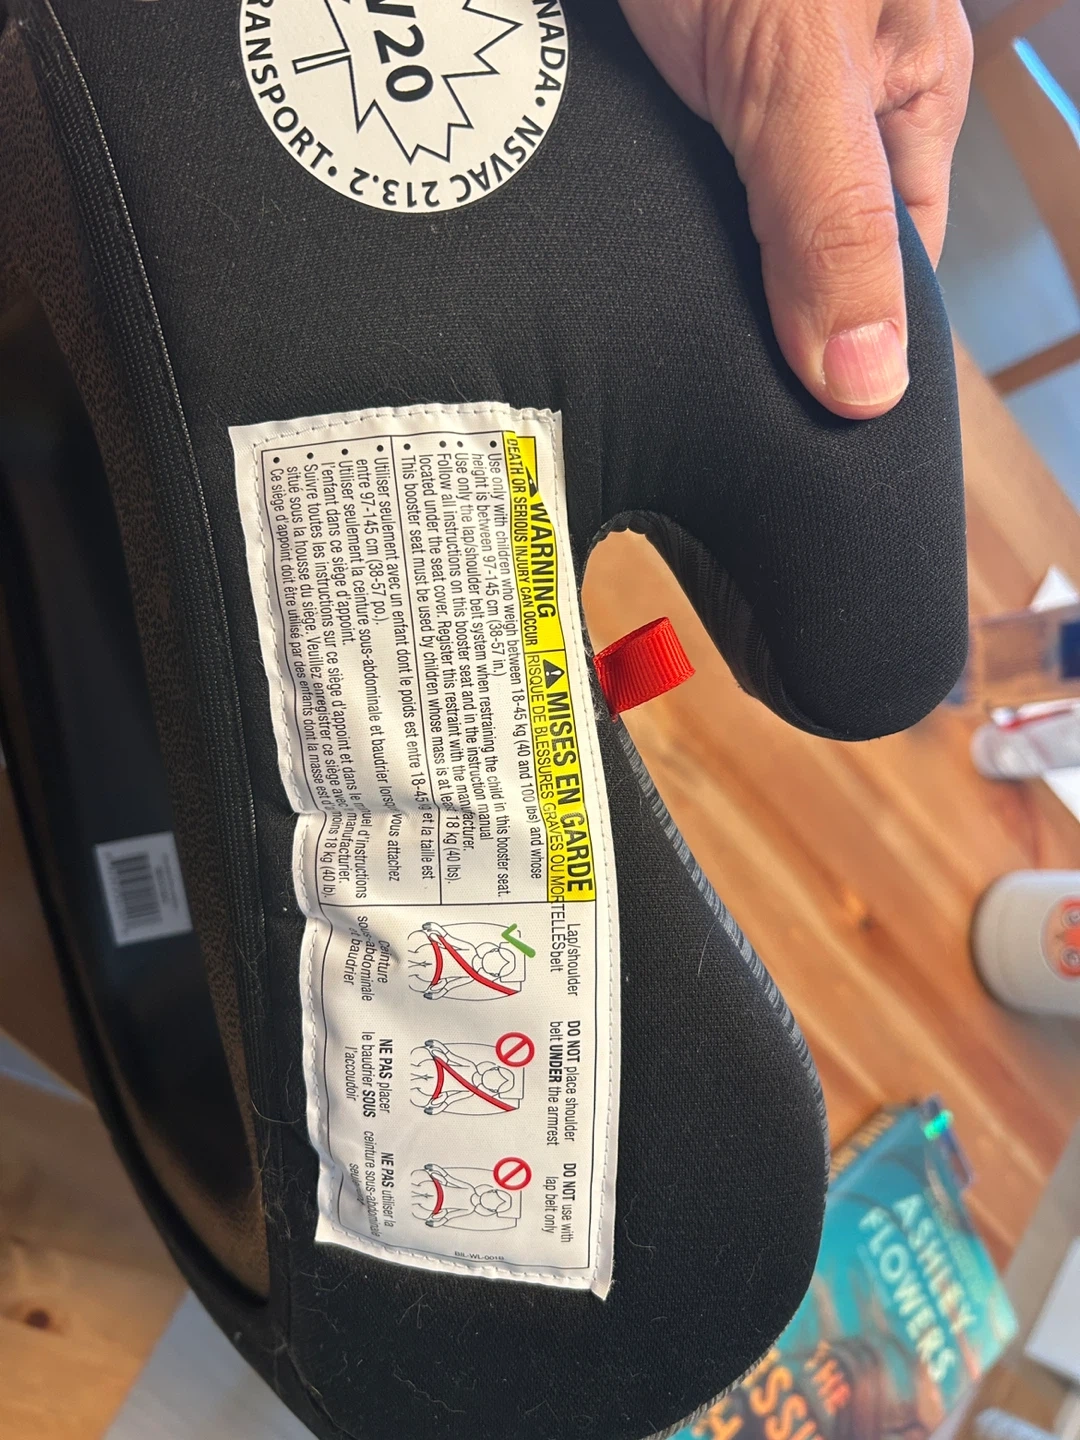 V20
NADA • NSVAC 213.2 • TRANSPORT
WARNING
DEATH OR SERIOUS INJURY CAN OCCUR
MISES EN GARDE
RISQUE DE BLESSURES GRAVES OU MORTELLES
• Use only with children who weigh between 18-45 kg (40 and 100 lbs) and whose
height is between 97-145 cm (38-57 in.)
• Use only the lap/shoulder belt system when restraining the child in this booster seat.
• Follow all instructions on this booster seat and in the instruction manual
located under the seat cover. Register this restraint with the manufacturer.
• This booster seat must be used by children whose mass is at least 18 kg (40 lbs).
• Utiliser seulement avec un enfant dont le poids est entre 18-45 et la taille est
entre 97-145 cm (38-57 po).
• Utiliser seulement la ceinture sous-abdominale et baudrier lorsq vous attachez
l'enfant dans ce siège d'appoint.
• Suivre toutes les instructions sur ce siège d'appoint et dans le nuel d'instructions
situé sous la housse du siège. Veuillez enregistrer ce siège avec manufacturier.
• Ce siège d'appoint doit être utilisé par des enfants dont la masse est d' moins 18 kg (40 lb).
Lap/shoulder
belt
DO NOT place shoulder
belt UNDER the armrest
DO NOT use with
lap belt only
ceinture
sous-abdominale
et baudrier
NE PAS placer
le baudrier SOUS
l'accoudoir
NE PAS utiliser la
ceinture sous-abdominale
BIL-WL-001B
ASHLEY
FLOWERS
THE